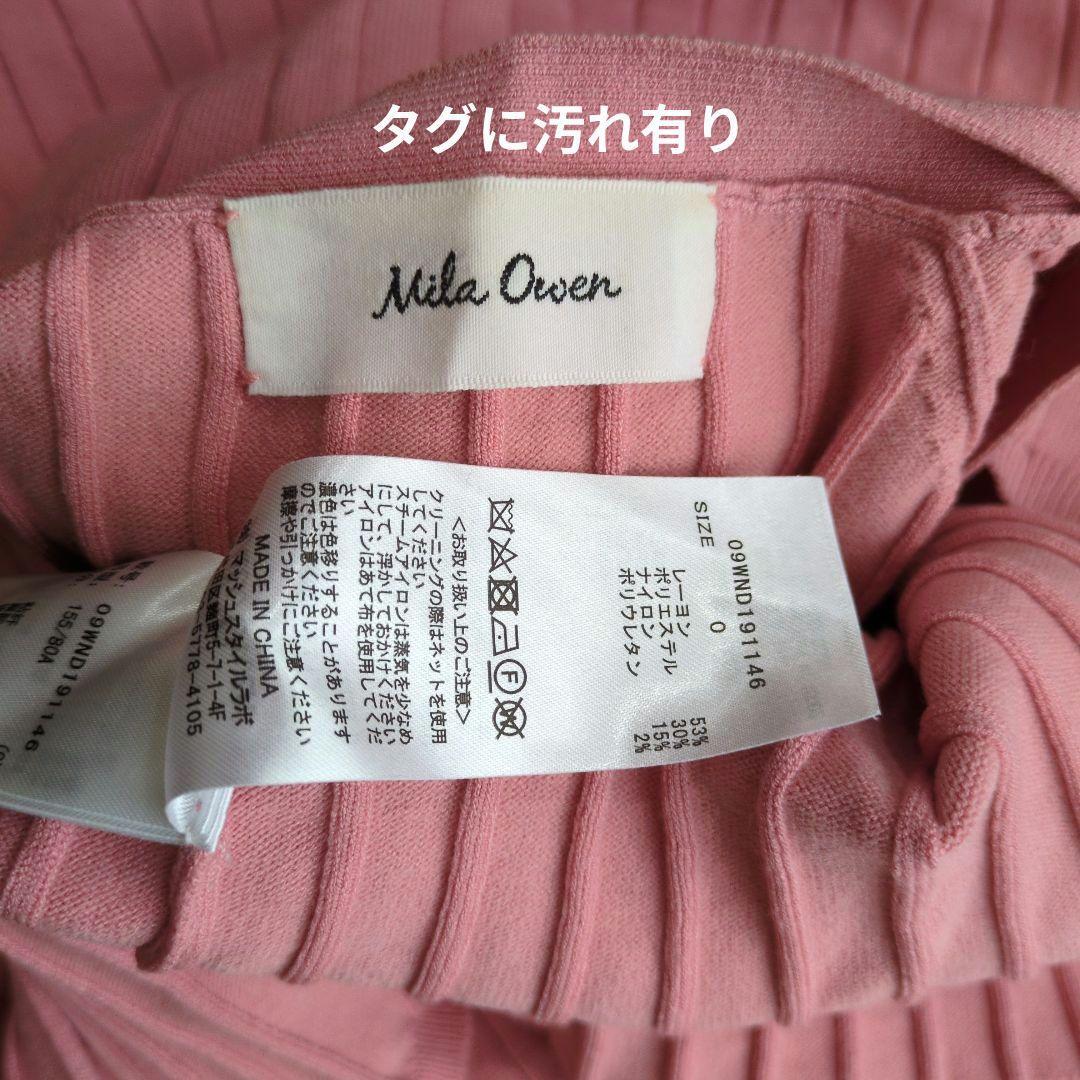 タグに汚れ有り
Mila Owen
09WND191146
SIZE 0
レーヨン 53%
ポリエステル 30%
ナイロン 15%
ポリウレタン 2%
<お取り扱い上のご注意>
クリーニングの際はネットを使用
してください
スチームアイロンは蒸気を少なめ
にして、浮かしておかけください
アイロンはあて布を使用してくだ
さい
濃色は色移りすることがあります
のでご注意ください
摩擦や引っかけにご注意ください
MADE IN CHINA
マッシュスタイルラボ
5-7-1-4F
6778-4105
09WND191146
155/80A